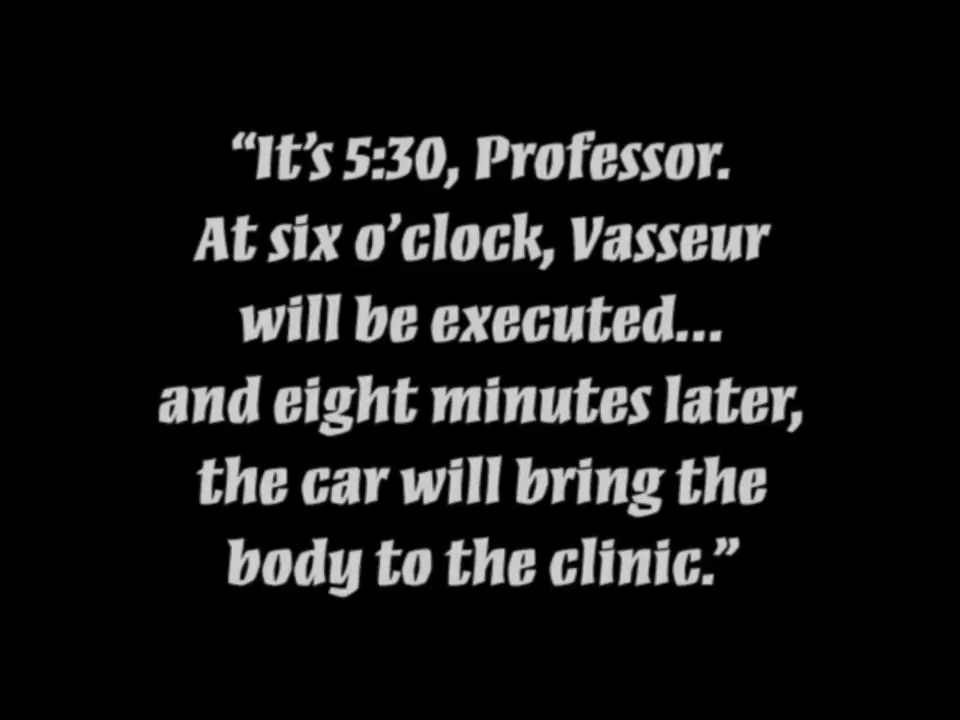 “It’s 5:30, Professor.
At six o’clock, Vasseur
will be executed...
and eight minutes later,
the car will bring the
body to the clinic.”